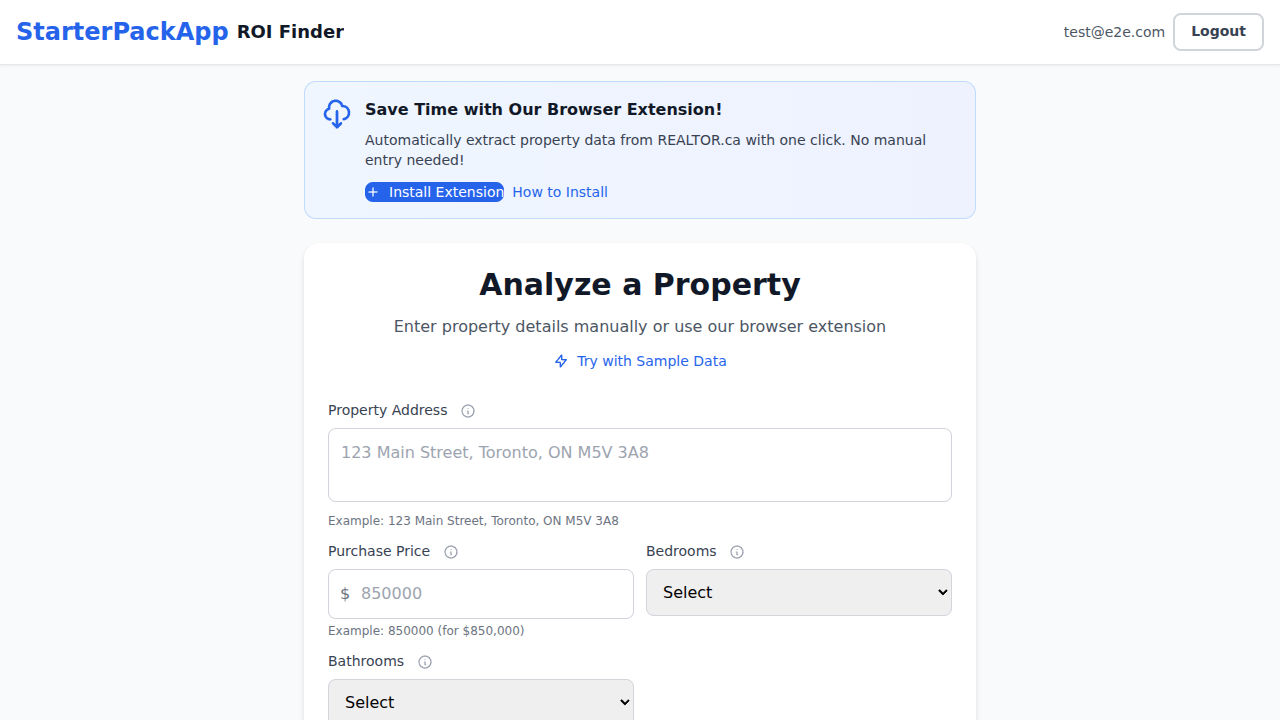 StarterPackApp ROI Finder
test@e2e.com Logout
Save Time with Our Browser Extension!
Automatically extract property data from REALTOR.ca with one click. No manual
entry needed!
Install Extension How to Install
Analyze a Property
Enter property details manually or use our browser extension
Try with Sample Data
Property Address
123 Main Street, Toronto, ON M5V 3A8
Example: 123 Main Street, Toronto, ON M5V 3A8
Purchase Price Bedrooms
$ 850000 Select
Example: 850000 (for $850,000)
Bathrooms
Select